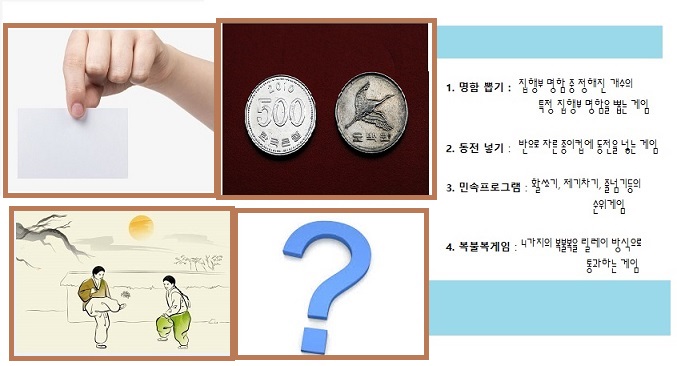 2010
500
한국은행
오백원
1. 명함 뽑기 : 집행부 명함 중 정해진 개수의
특정 집행부 명함을 뽑는 게임
2. 동전 넣기 : 반으로 자른 종이컵에 동전을 넣는 게임
3. 민속프로그램 : 활쏘기, 제기차기, 줄넘기등의
순위게임
4. 복불복게임 : 4가지의 복불복을 릴레이 방식으로
통과하는 게임
?